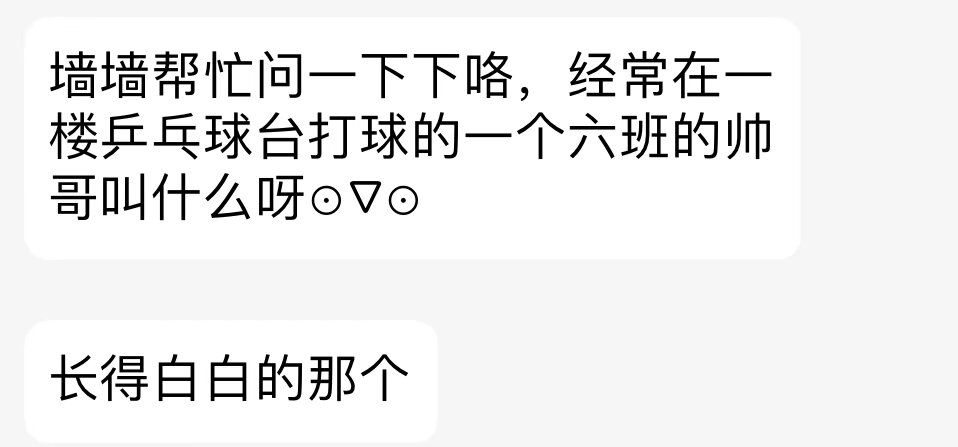 墙墙帮忙问一下下咯，经常在一
楼乒乓球台打球的一个六班的帅
哥叫什么呀⊙∇⊙
长得白白的那个